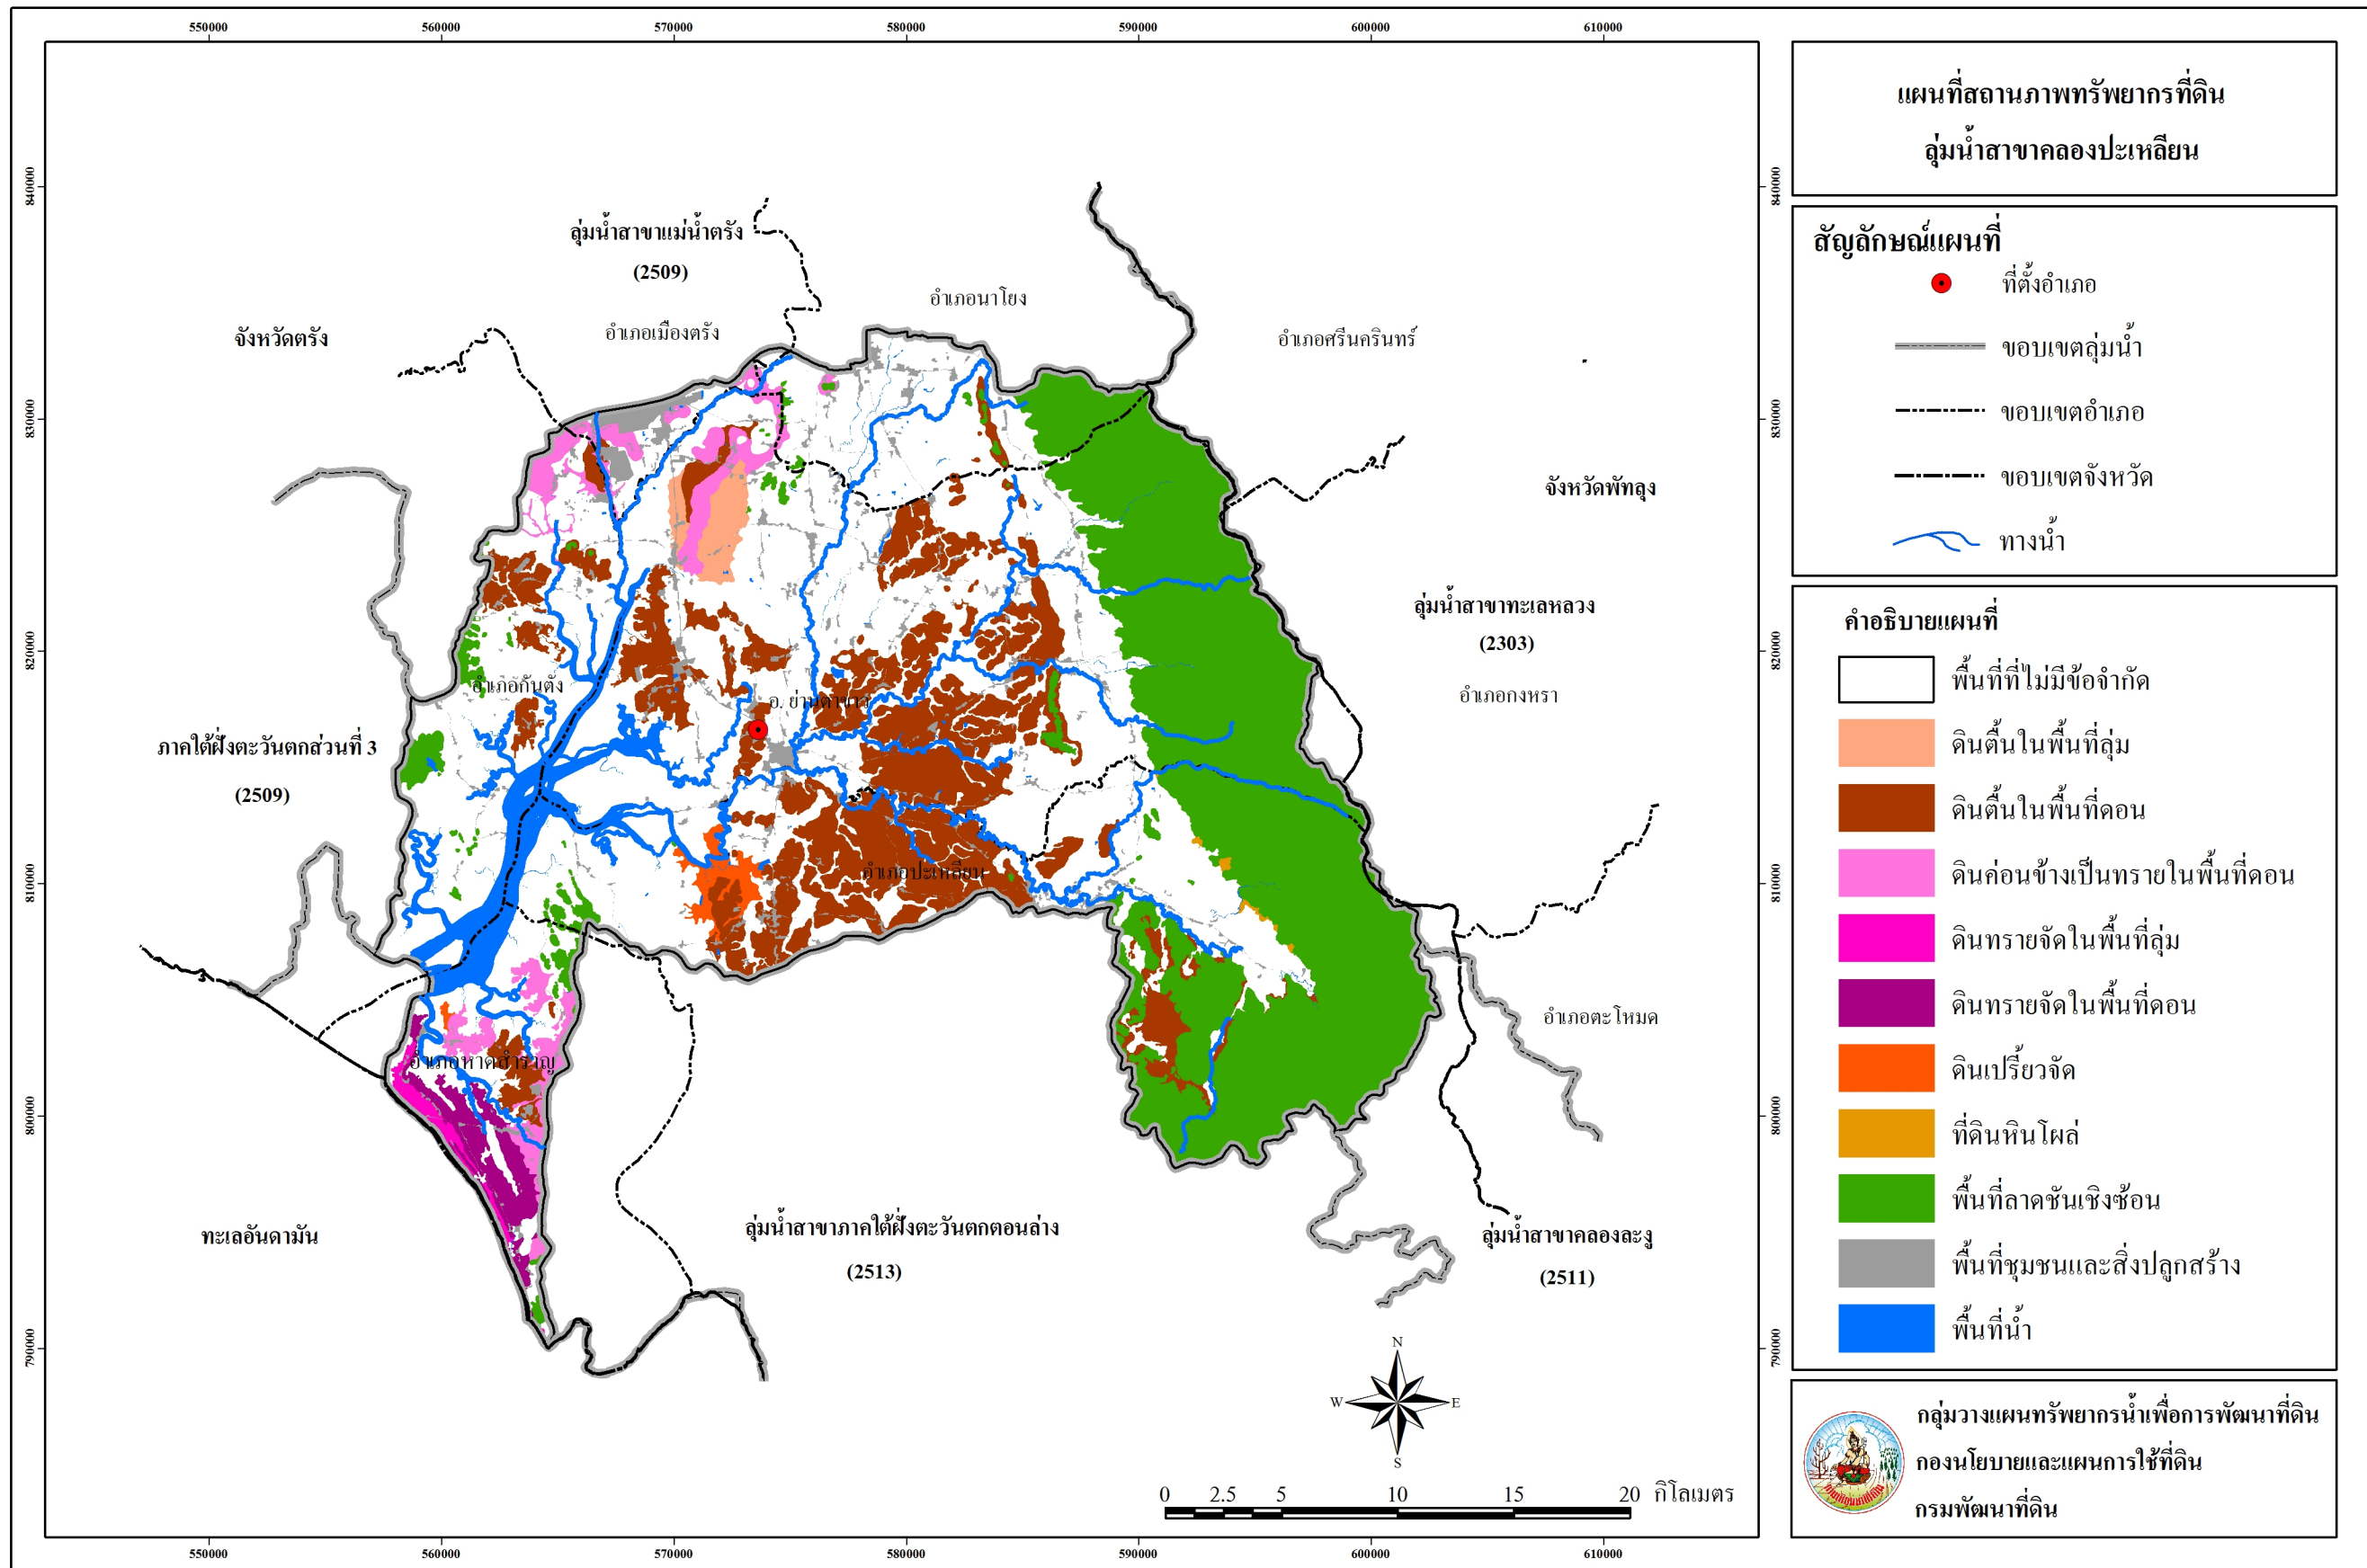 550000 560000 570000 580000 590000 600000 610000
แผนที่สถานภาพทรัพยากรที่ดิน
ลุ่มน้ำสาขาคลองปะเหลียน
สัญลักษณ์แผนที่
ที่ตั้งอำเภอ
ขอบเขตลุ่มน้ำ
ขอบเขตอำเภอ
ขอบเขตจังหวัด
ทางน้ำ
คำอธิบายแผนที่
พื้นที่ที่ไม่มีข้อจำกัด
ดินตื้นในพื้นที่ลุ่ม
ดินตื้นในพื้นที่ดอน
ดินค่อนข้างเป็นทรายในพื้นที่ดอน
ดินทรายจัดในพื้นที่ลุ่ม
ดินทรายจัดในพื้นที่ดอน
ดินเปรี้ยวจัด
ที่ดินหินโผล่
พื้นที่ลาดชันเชิงซ้อน
พื้นที่ชุมชนและสิ่งปลูกสร้าง
พื้นที่น้ำ
กลุ่มวางแผนทรัพยากรน้ำเพื่อการพัฒนาที่ดิน
กองนโยบายและแผนการใช้ที่ดิน
กรมพัฒนาที่ดิน
840000
830000
820000
810000
800000
790000
840000
830000
820000
810000
800000
790000
ลุ่มน้ำสาขาแม่น้ำตรัง
(2509)
อำเภอนาโยง
อำเภอเมืองตรัง
จังหวัดตรัง
อำเภอศรีนครินทร์
จังหวัดพัทลุง
ลุ่มน้ำสาขาทะเลหลวง
(2303)
อำเภอกงหรา
อำเภอกันตัง
อ. ย่านตาขาว
ภาคใต้ฝั่งตะวันตกส่วนที่ 3
(2509)
อำเภอปะเหลียน
อำเภอตะโหมด
อำเภอหาดสำราญ
ทะเลอันดามัน
ลุ่มน้ำสาขาภาคใต้ฝั่งตะวันตกตอนล่าง
(2513)
ลุ่มน้ำสาขาคลองละงู
(2511)
N
W E
S
0 2.5 5 10 15 20 กิโลเมตร
550000 560000 570000 580000 590000 600000 610000